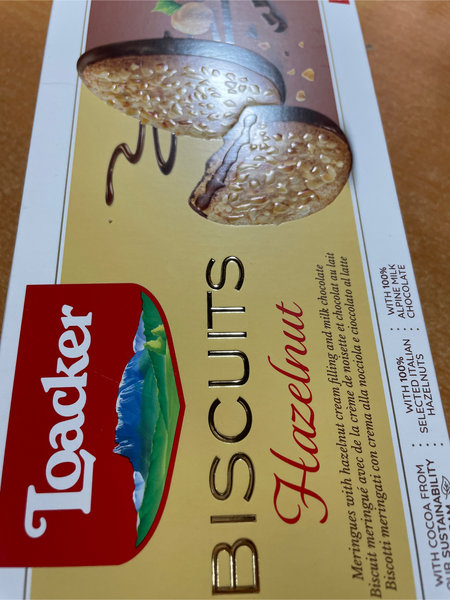 Loacker
BISCUITS
Hazelnut
Meringues with hazelnut cream filling and milk chocolate
Biscuit meringué avec de la crème de noisette et chocolat au lait
Biscotti meringati con crema alla nocciola e cioccolato al latte
WITH COCOA FROM
OUR SUSTAINABILITY
WITH 100%
SELECTED ITALIAN
HAZELNUTS
WITH 100%
ALPINE MILK
CHOCOLATE